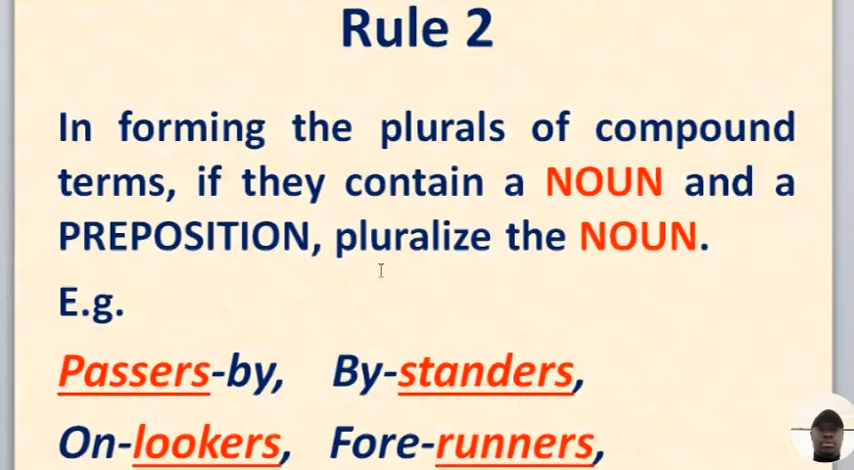 Rule 2
In forming the plurals of compound
terms, if they contain a NOUN and a
PREPOSITION, pluralize the NOUN.
E.g.
Passers-by, By-standers,
On-lookers, Fore-runners,